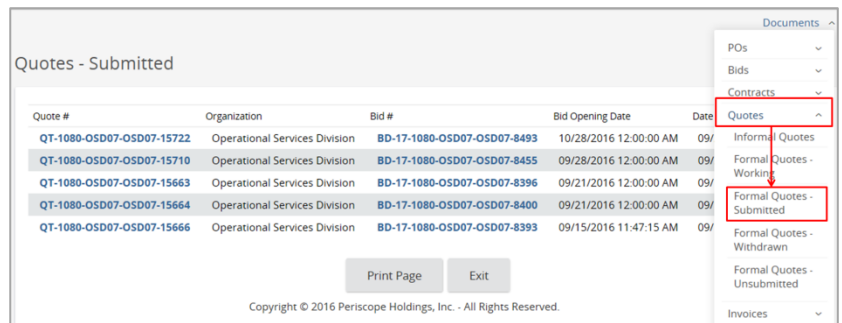 Documents
Quotes - Submitted
Quote # Organization Bid # Bid Opening Date Date
QT-1080-OSD07-OSD07-15722 Operational Services Division BD-17-1080-OSD07-OSD07-8493 10/28/2016 12:00:00 AM 09/
QT-1080-OSD07-OSD07-15710 Operational Services Division BD-17-1080-OSD07-OSD07-8455 09/28/2016 12:00:00 AM 09/
QT-1080-OSD07-OSD07-15663 Operational Services Division BD-17-1080-OSD07-OSD07-8396 09/21/2016 12:00:00 AM 09/
QT-1080-OSD07-OSD07-15664 Operational Services Division BD-17-1080-OSD07-OSD07-8400 09/21/2016 12:00:00 AM 09/
QT-1080-OSD07-OSD07-15666 Operational Services Division BD-17-1080-OSD07-OSD07-8393 09/15/2016 11:47:15 AM 09/
Print Page Exit
Copyright © 2016 Periscope Holdings, Inc. - All Rights Reserved.
POs
Bids
Contracts
Quotes
Informal Quotes
Formal Quotes -
Working
Formal Quotes -
Submitted
Formal Quotes -
Withdrawn
Formal Quotes -
Unsubmitted
Invoices